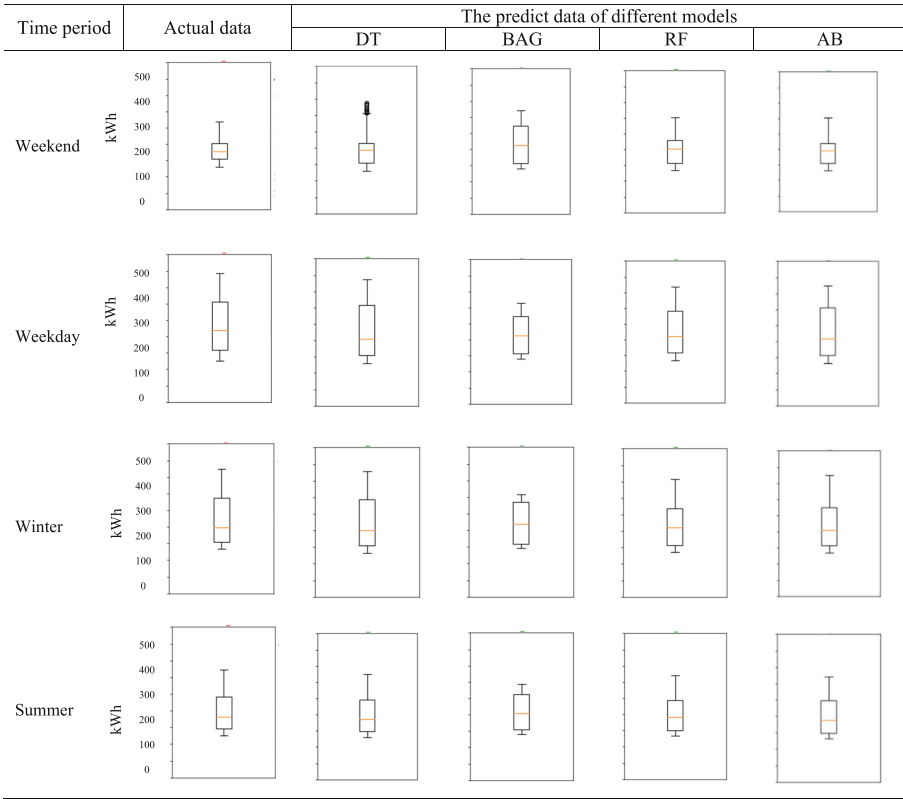 Time period
Actual data
The predict data of different models
DT
BAG
RF
AB
Weekend
kWh
500
400
300
200
100
0
Weekday
kWh
500
400
300
200
100
0
Winter
kWh
500
400
300
200
100
0
Summer
kWh
500
400
300
200
100
0